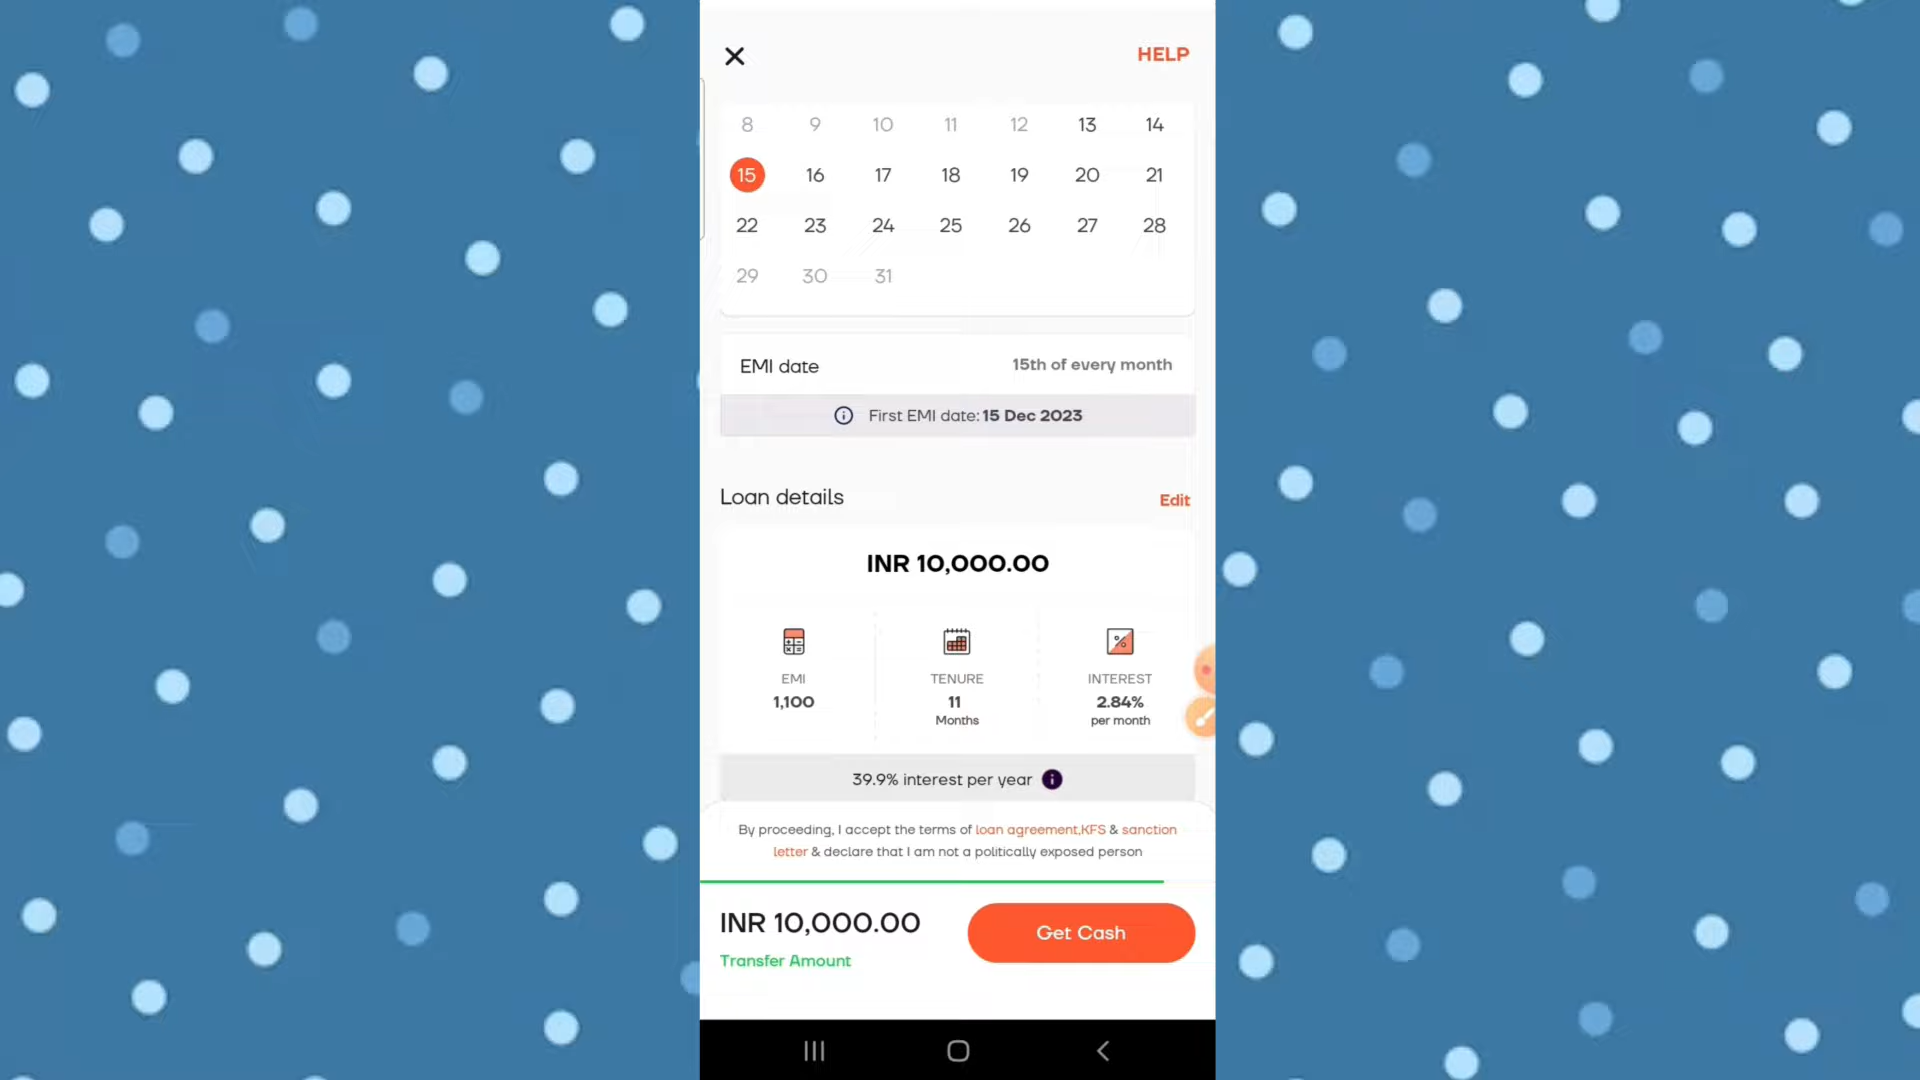 HELP
8 9 10 11 12 13 14
15 16 17 18 19 20 21
22 23 24 25 26 27 28
29 30 31
EMI date 15th of every month
First EMI date: 15 Dec 2023
Loan details Edit
INR 10,000.00
EMI TENURE INTEREST
1,100 11 2.84%
Months per month
39.9% interest per year
By proceeding, I accept the terms of loan agreement,KFS & sanction
letter & declare that I am not a politically exposed person
INR 10,000.00
Transfer Amount
Get Cash